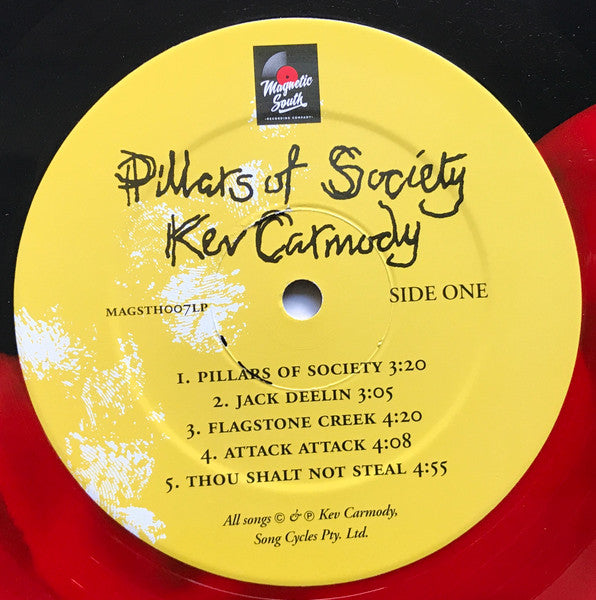 Magnetic
South
•RECORDING COMPANY•
Pillars of Society
Kev Carmody
MAGSTH007LP
SIDE ONE
1. PILLARS OF SOCIETY 3:20
2. JACK DEELIN 3:05
3. FLAGSTONE CREEK 4:20
4. ATTACK ATTACK 4:08
5. THOU SHALT NOT STEAL 4:55
All songs © & ℗ Kev Carmody,
Song Cycles Pty. Ltd.